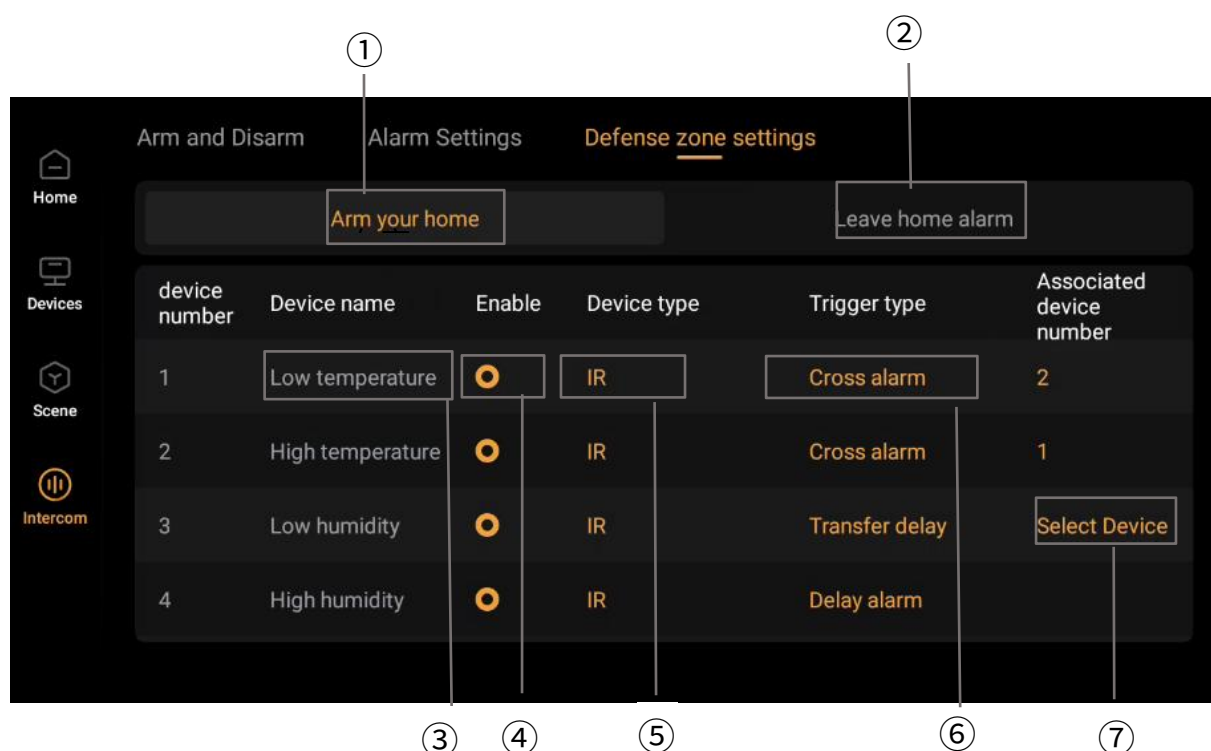 ① ②
Arm and Disarm Alarm Settings Defense zone settings
Home
Arm your home Leave home alarm
Devices
device number Device name Enable Device type Trigger type Associated device number
1 Low temperature IR Cross alarm 2
Scene
2 High temperature IR Cross alarm 1
Intercom
3 Low humidity IR Transfer delay Select Device
4 High humidity IR Delay alarm
③ ④ ⑤ ⑥ ⑦